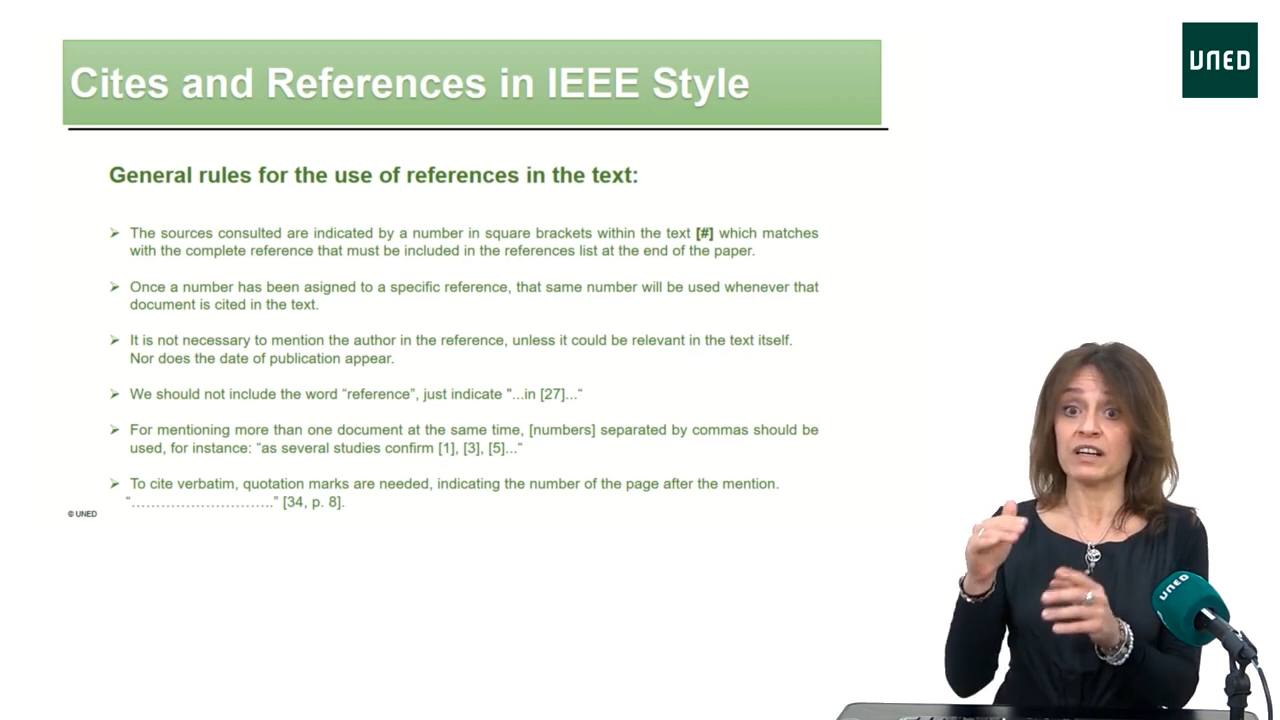 Cites and References in IEEE Style
UNED
General rules for the use of references in the text:
➢ The sources consulted are indicated by a number in square brackets within the text [#] which matches
with the complete reference that must be included in the references list at the end of the paper.
➢ Once a number has been asigned to a specific reference, that same number will be used whenever that
document is cited in the text.
➢ It is not necessary to mention the author in the reference, unless it could be relevant in the text itself.
Nor does the date of publication appear.
➢ We should not include the word “reference”, just indicate "...in [27]...“
➢ For mentioning more than one document at the same time, [numbers] separated by commas should be
used, for instance: “as several studies confirm [1], [3], [5]...“
➢ To cite verbatim, quotation marks are needed, indicating the number of the page after the mention.
“………………………..” [34, p. 8].
© UNED
UNED